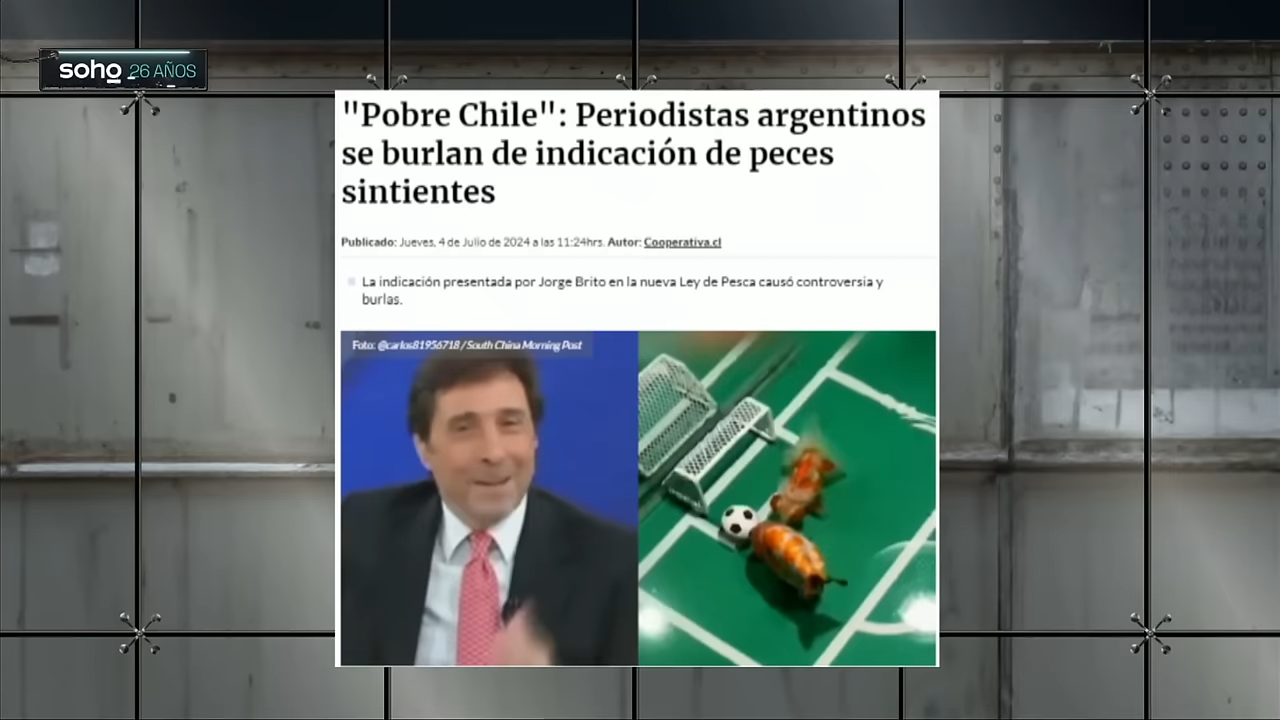 soho 26 AÑOS
"Pobre Chile": Periodistas argentinos
se burlan de indicación de peces
sintientes
Publicado: Jueves, 4 de Julio de 2024 a las 11:24hrs. Autor: Cooperativa.cl
La indicación presentada por Jorge Brito en la nueva Ley de Pesca causó controversia y
burlas.
Foto: @carlos81956718 / South China Morning Post